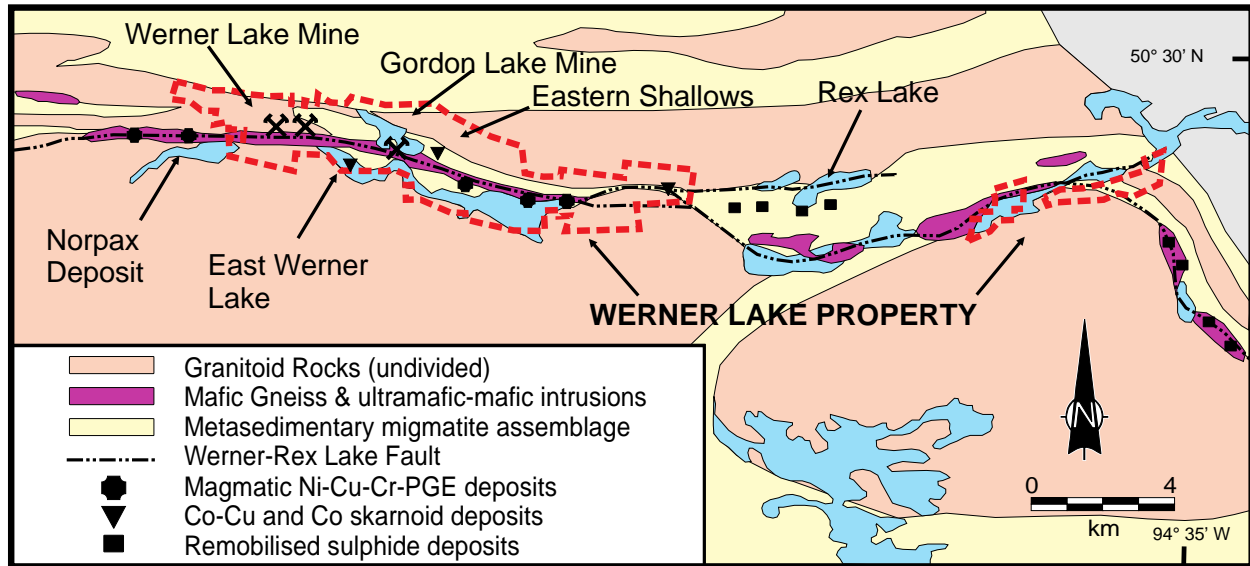 Werner Lake Mine
Gordon Lake Mine
Eastern Shallows
Rex Lake
50° 30' N
Norpax
Deposit
East Werner
Lake
WERNER LAKE PROPERTY
Granitoid Rocks (undivided)
Mafic Gneiss & ultramafic-mafic intrusions
Metasedimentary migmatite assemblage
Werner-Rex Lake Fault
Magmatic Ni-Cu-Cr-PGE deposits
Co-Cu and Co skarnoid deposits
Remobilised sulphide deposits
N
0 4
km
94° 35' W